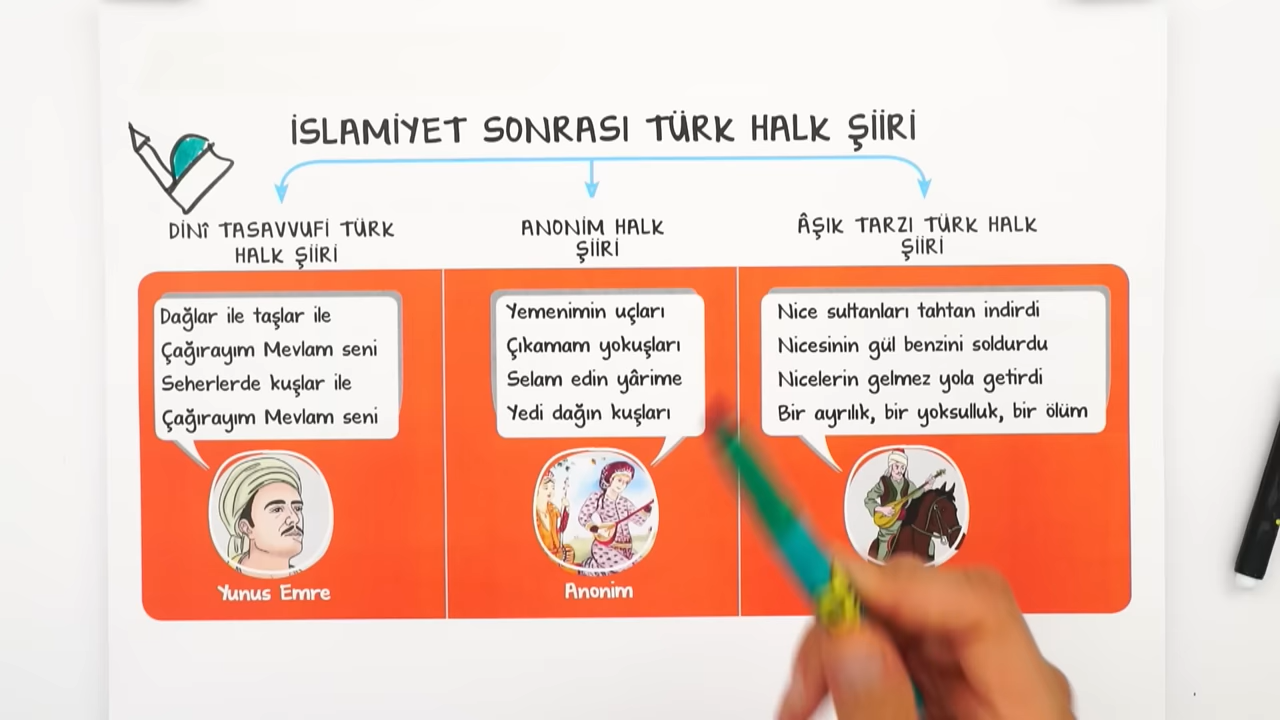 İSLAMİYET SONRASI TÜRK HALK ŞİİRİ
DİNÎ TASAVVUFİ TÜRK
HALK ŞİİRİ
Dağlar ile taşlar ile
Çağırayım Mevlam seni
Seherlerde kuşlar ile
Çağırayım Mevlam seni
Yunus Emre
ANONİM HALK
ŞİİRİ
Yemenimin uçları
Çıkamam yokuşları
Selam edin yârime
Yedi dağın kuşları
Anonim
ÂŞIK TARZI TÜRK HALK
ŞİİRİ
Nice sultanları tahtan indirdi
Nicesinin gül benzini soldurdu
Nicelerin gelmez yola getirdi
Bir ayrılık, bir yoksulluk, bir ölüm